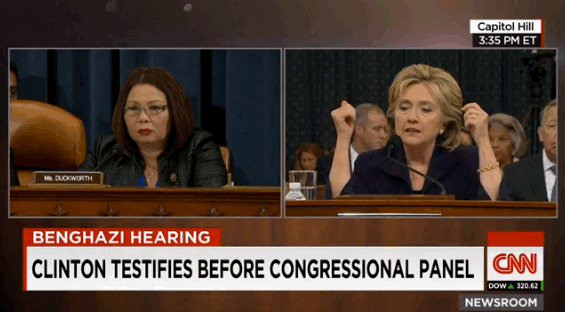 Capitol Hill
3:35 PM ET
Ms. Duckworth
BENGHAZI HEARING
CLINTON TESTIFIES BEFORE CONGRESSIONAL PANEL
CNN
DOW ▲ 320.62
NEWSROOM